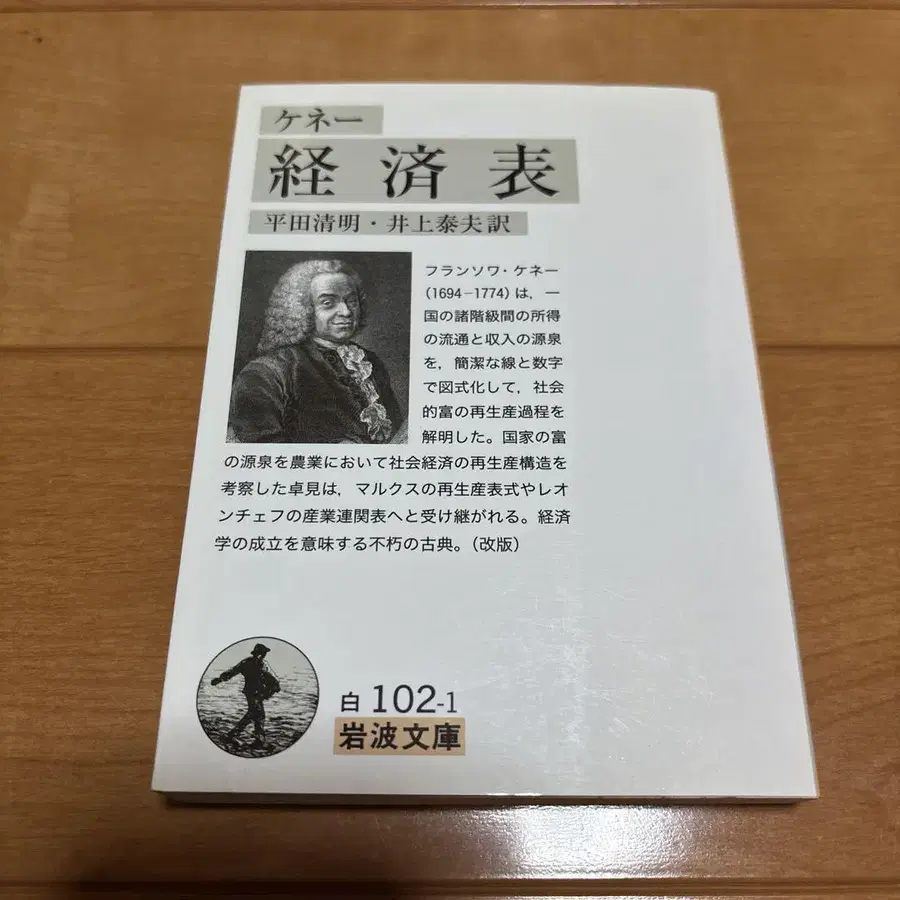 ケネー
経済表
平田清明・井上泰夫訳
フランソワ・ケネー
(1694−1774)は，一
国の諸階級間の所得
の流通と収入の源泉
を，簡潔な線と数字
で図式化して，社会
的富の再生産過程を
解明した。国家の富
の源泉を農業において社会経済の再生産構造を
考察した卓見は，マルクスの再生産表式やレオ
ンチェフの産業連関表へと受け継がれる。経済
学の成立を意味する不朽の古典。(改版)
白 102-1
岩波文庫